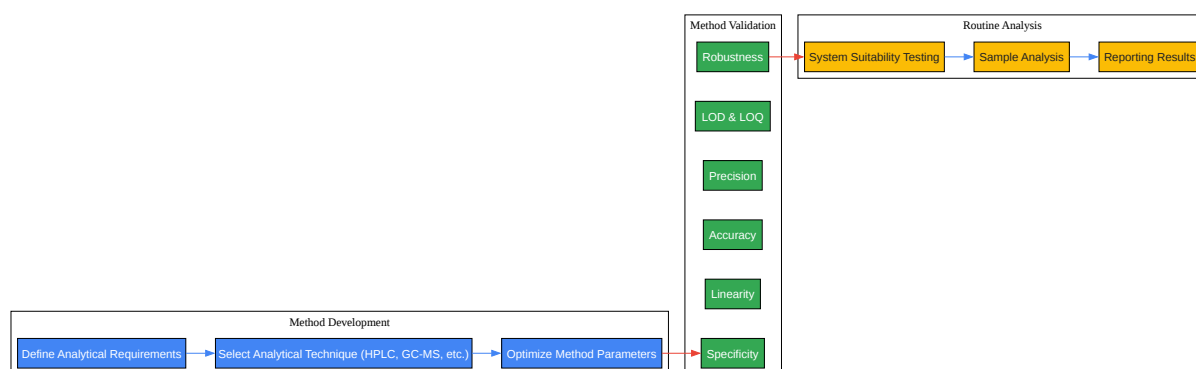 Method Validation
Robustness
LOD & LOQ
Precision
Accuracy
Linearity
Specificity
Routine Analysis
System Suitability Testing
Sample Analysis
Reporting Results
Method Development
Define Analytical Requirements
Select Analytical Technique (HPLC, GC-MS, etc.)
Optimize Method Parameters